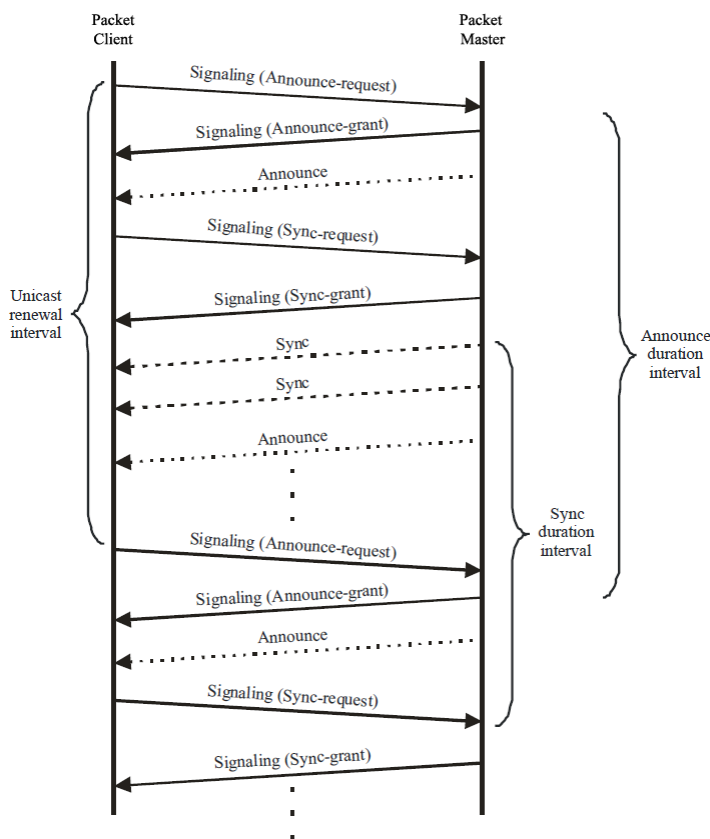 Packet
Client
Packet
Master
Signaling (Announce-request)
Signaling (Announce-grant)
Announce
Signaling (Sync-request)
Unicast
renewal
interval
Signaling (Sync-grant)
Sync
Announce
duration
interval
Sync
Announce
Sync
duration
interval
Signaling (Announce-request)
Signaling (Announce-grant)
Announce
Signaling (Sync-request)
Signaling (Sync-grant)